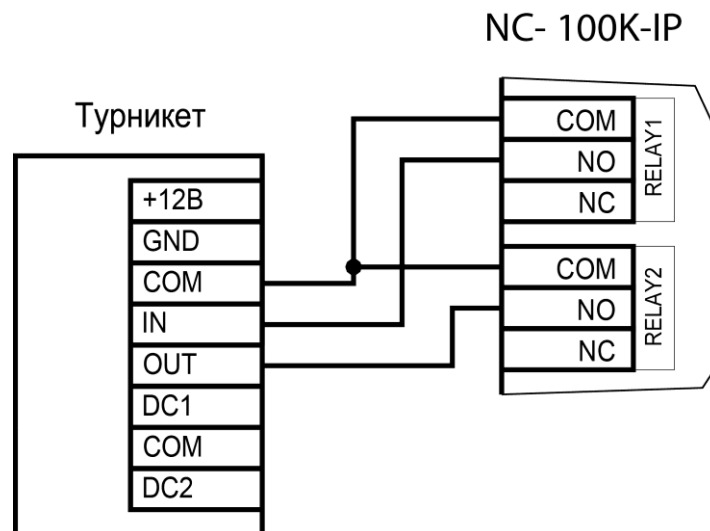 NC- 100K-IP
Турникет
+12В
GND
COM
IN
OUT
DC1
COM
DC2
COM
NO
NC
RELAY1
COM
NO
NC
RELAY2